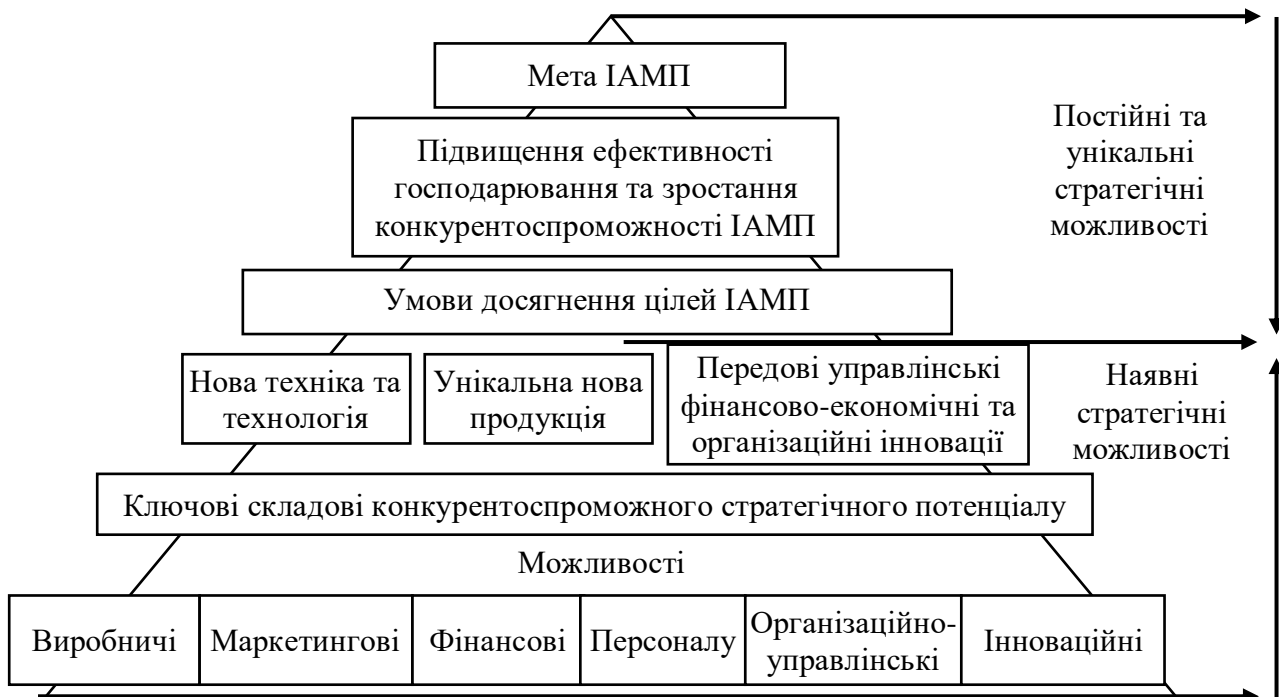 Мета ІАМП
Підвищення ефективності
господарювання та зростання
конкурентоспроможності ІАМП
Постійні та
унікальні
стратегічні
можливості
Умови досягнення цілей ІАМП
Нова техніка та
технологія
Унікальна нова
продукція
Передові управлінські
фінансово-економічні та
організаційні інновації
Наявні
стратегічні
можливості
Ключові складові конкурентоспроможного стратегічного потенціалу
Можливості
Виробничі
Маркетингові
Фінансові
Персоналу
Організаційно-
управлінські
Інноваційні